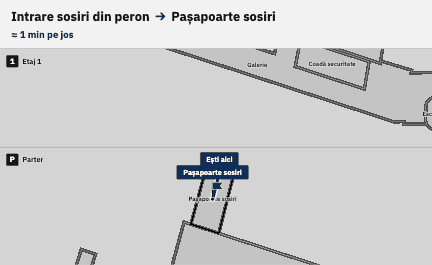 Intrare sosiri din peron → Pașapoarte sosiri
≈ 1 min pe jos
1 Etaj 1
Galerie
Coadă securitate
P Parter
Ești aici
Pașapoarte sosiri